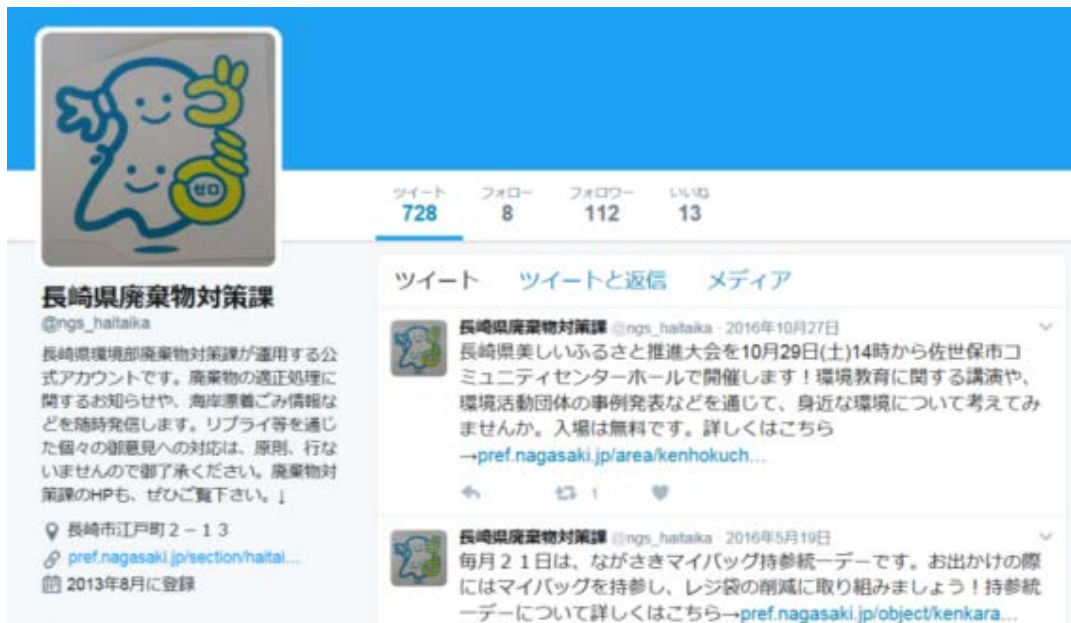 ゼロ
ツイート フォロー フォロワー いいね
728 8 112 13
長崎県廃棄物対策課
@ngs_haitaika
長崎県環境部廃棄物対策課が運用する公
式アカウントです。廃棄物の適正処理に
関するお知らせや、海岸漂着ごみ情報な
どを随時発信します。リプライ等を通じ
た個々の御意見への対応は、原則、行な
いませんので御了承ください。廃棄物対
策課のHPも、ぜひご覧下さい。↓
長崎市江戸町2－13
pref.nagasaki.jp/section/haitai...
2013年8月に登録
ツイート ツイートと返信 メディア
長崎県廃棄物対策課 @ngs_haitaika · 2016年10月27日
長崎県美しいふるさと推進大会を10月29日(土)14時から佐世保市コ
ミュニティセンターホールで開催します！環境教育に関する講演や、
環境活動団体の事例発表などを通じて、身近な環境について考えてみ
ませんか。入場は無料です。詳しくはこちら
→pref.nagasaki.jp/area/kenhokuch...
1
長崎県廃棄物対策課 @ngs_haitaika · 2016年5月19日
毎月２１日は、ながさきマイバッグ持参統一デーです。お出かけの際
にはマイバッグを持参し、レジ袋の削減に取り組みましょう！持参統
一デーについて詳しくはこちら→pref.nagasaki.jp/object/kenkara...